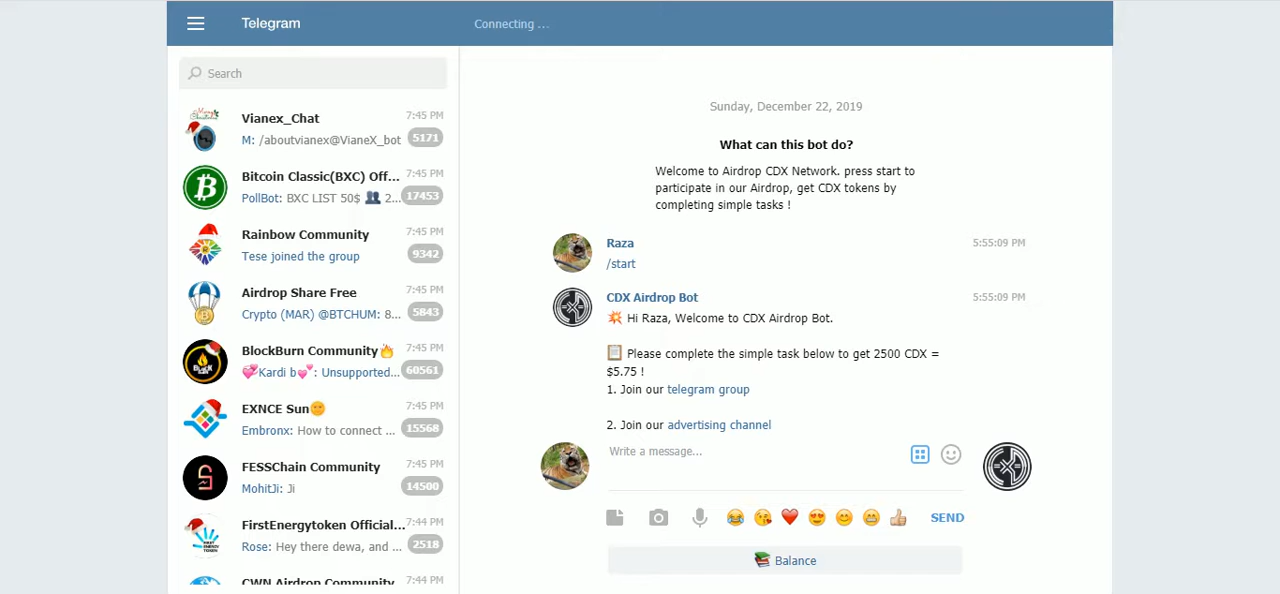 Telegram
Connecting ...
Search
Vianex_Chat 7:45 PM
M: /aboutvianex@VianeX_bot 5171
Bitcoin Classic(BXC) Off... 7:45 PM
PollBot: BXC LIST 50$ 👥 2... 17453
Rainbow Community 7:45 PM
Tese joined the group 9342
Airdrop Share Free 7:45 PM
Crypto (MAR) @BTCHUM: 8... 5843
BlockBurn Community🔥 7:45 PM
💞Kardi b💕: Unsupported... 60561
EXNCE Sun🌞 7:45 PM
Embronx: How to connect ... 15568
FESSChain Community 7:45 PM
MohitJi: Ji 14500
FirstEnergytoken Official... 7:44 PM
Rose: Hey there dewa, and ... 2518
CWN Airdrop Community 7:44 PM
Sunday, December 22, 2019
What can this bot do?
Welcome to Airdrop CDX Network. press start to
participate in our Airdrop, get CDX tokens by
completing simple tasks !
Raza 5:55:09 PM
/start
CDX Airdrop Bot 5:55:09 PM
💥 Hi Raza, Welcome to CDX Airdrop Bot.
📋 Please complete the simple task below to get 2500 CDX =
$5.75 !
1. Join our telegram group
2. Join our advertising channel
Write a message...
😂 😘 ❤️ 😍 😊 😁 👍 SEND
📚 Balance